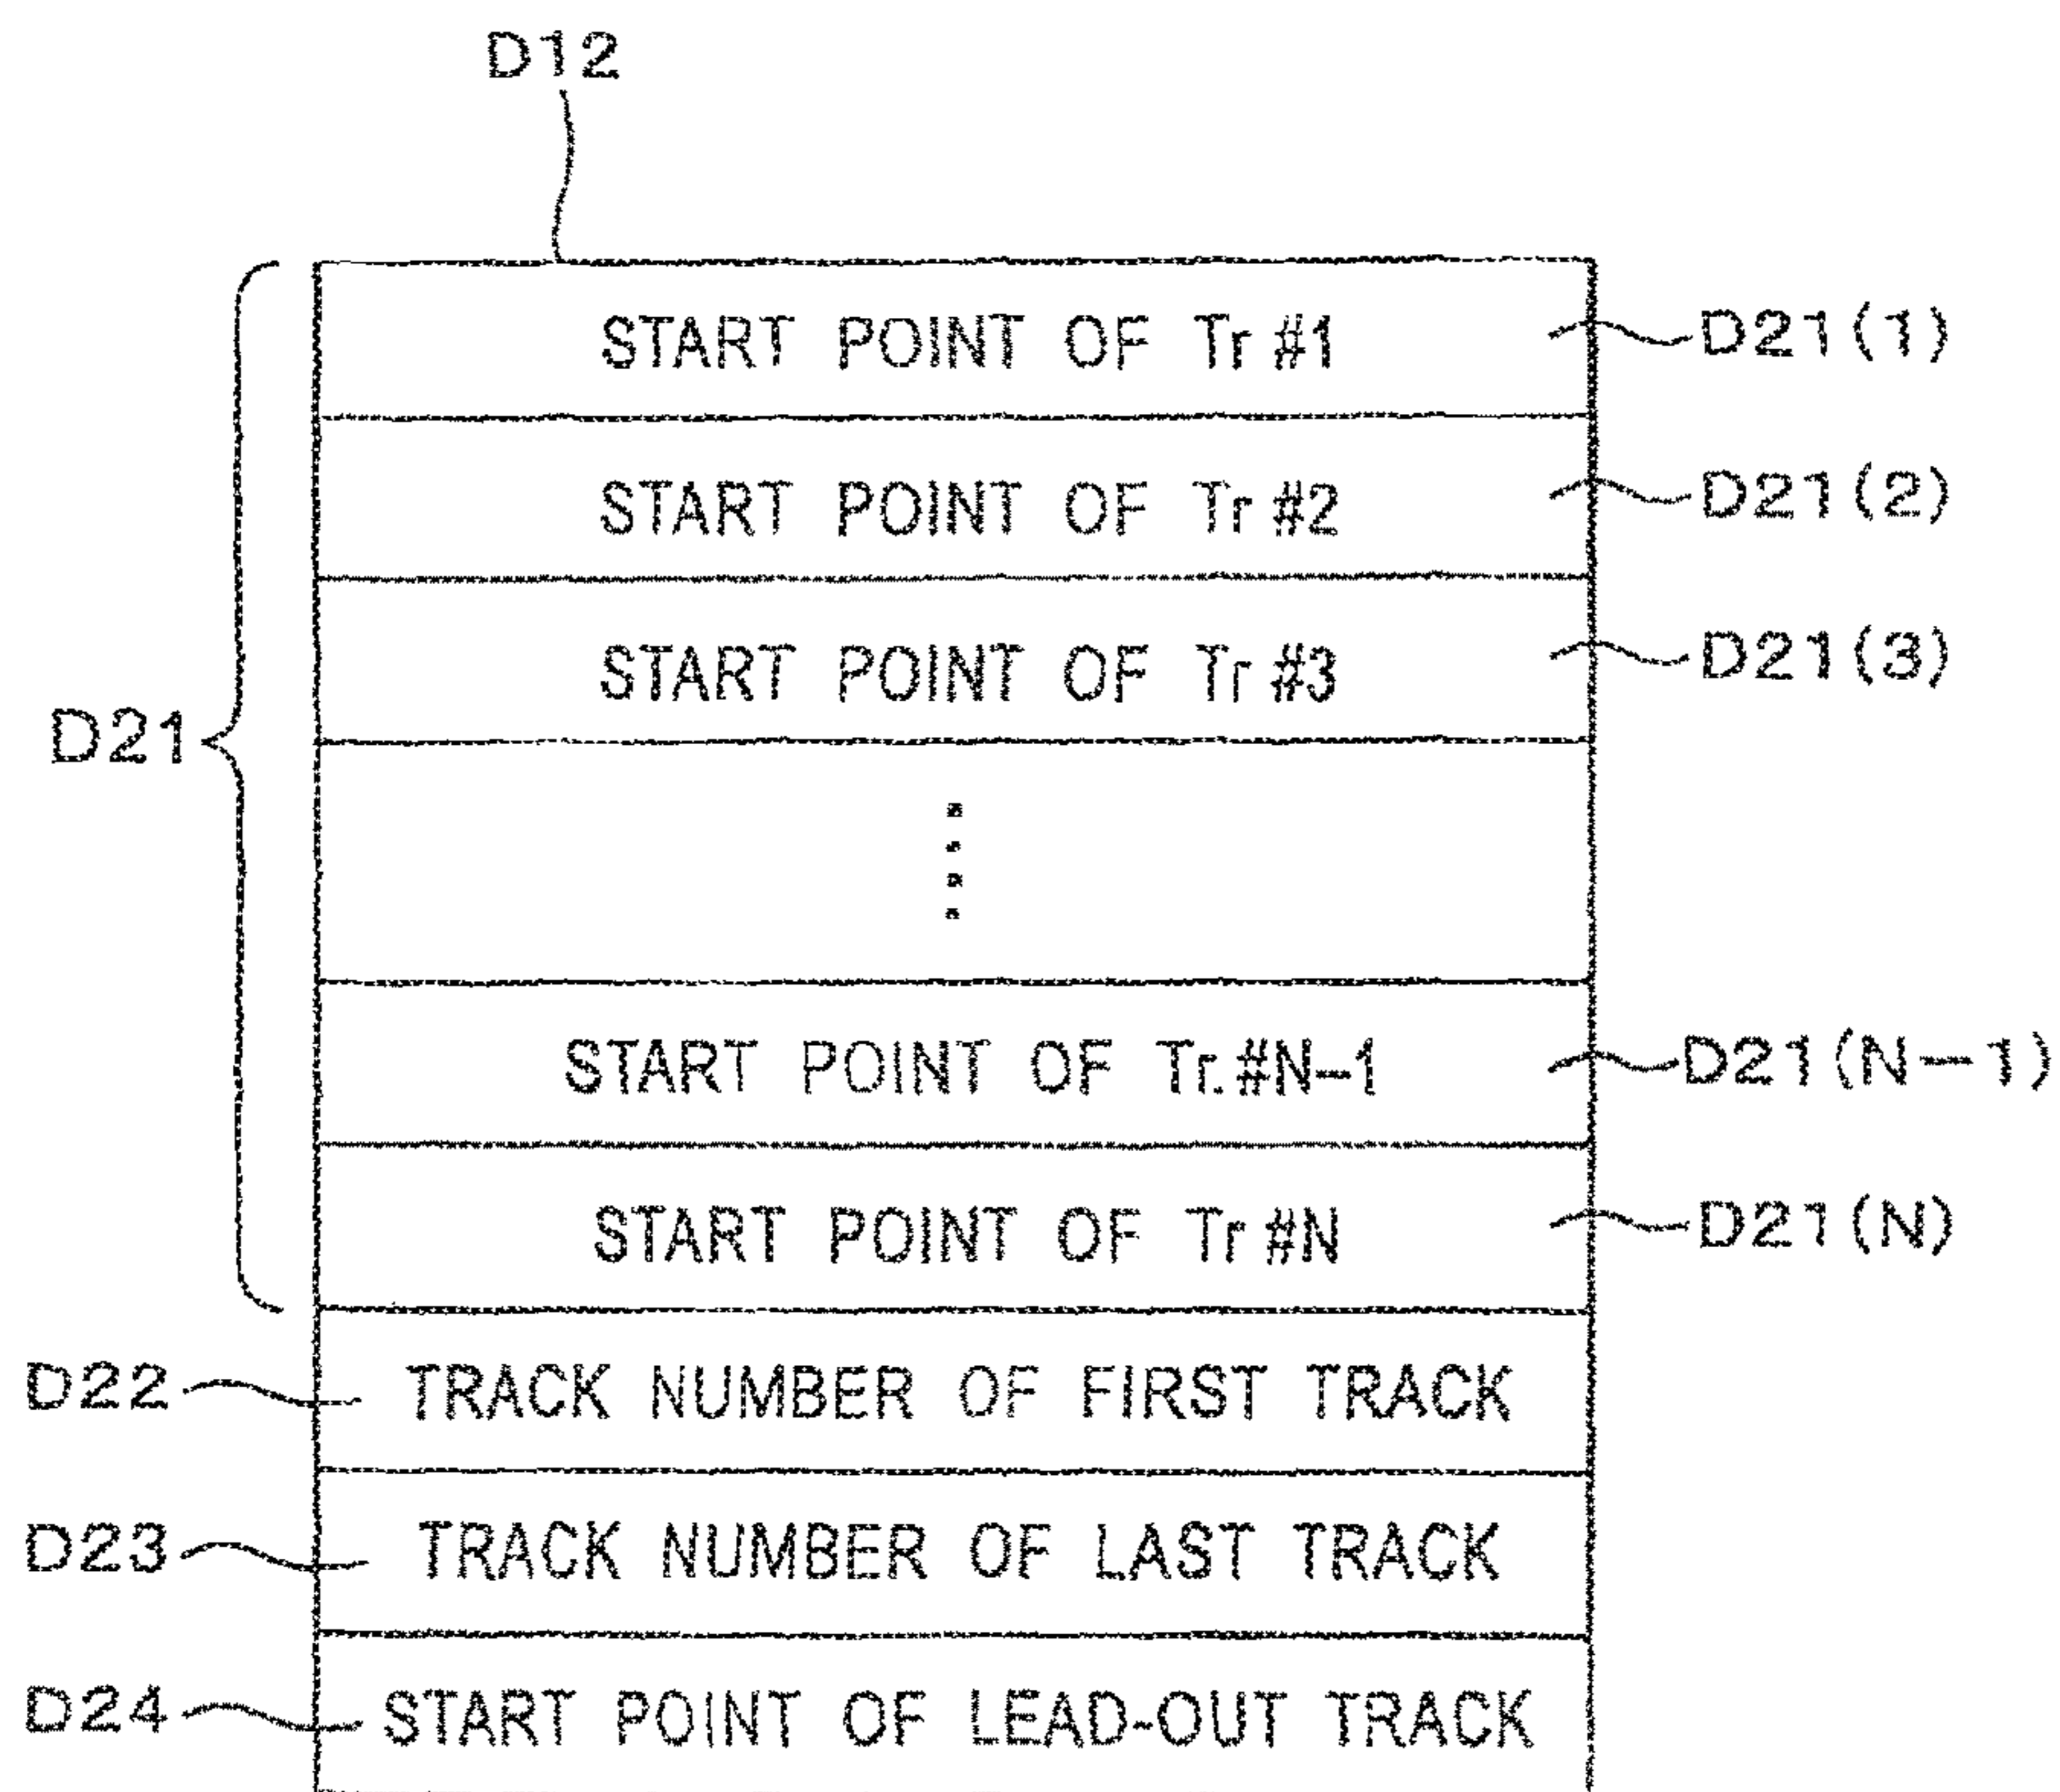 D12
START POINT OF Tr #1 D21(1)
START POINT OF Tr #2 D21(2)
START POINT OF Tr #3 D21(3)
D21
START POINT OF Tr. #N-1 D21(N-1)
START POINT OF Tr #N D21(N)
D22 TRACK NUMBER OF FIRST TRACK
D23 TRACK NUMBER OF LAST TRACK
D24 START POINT OF LEAD-OUT TRACK